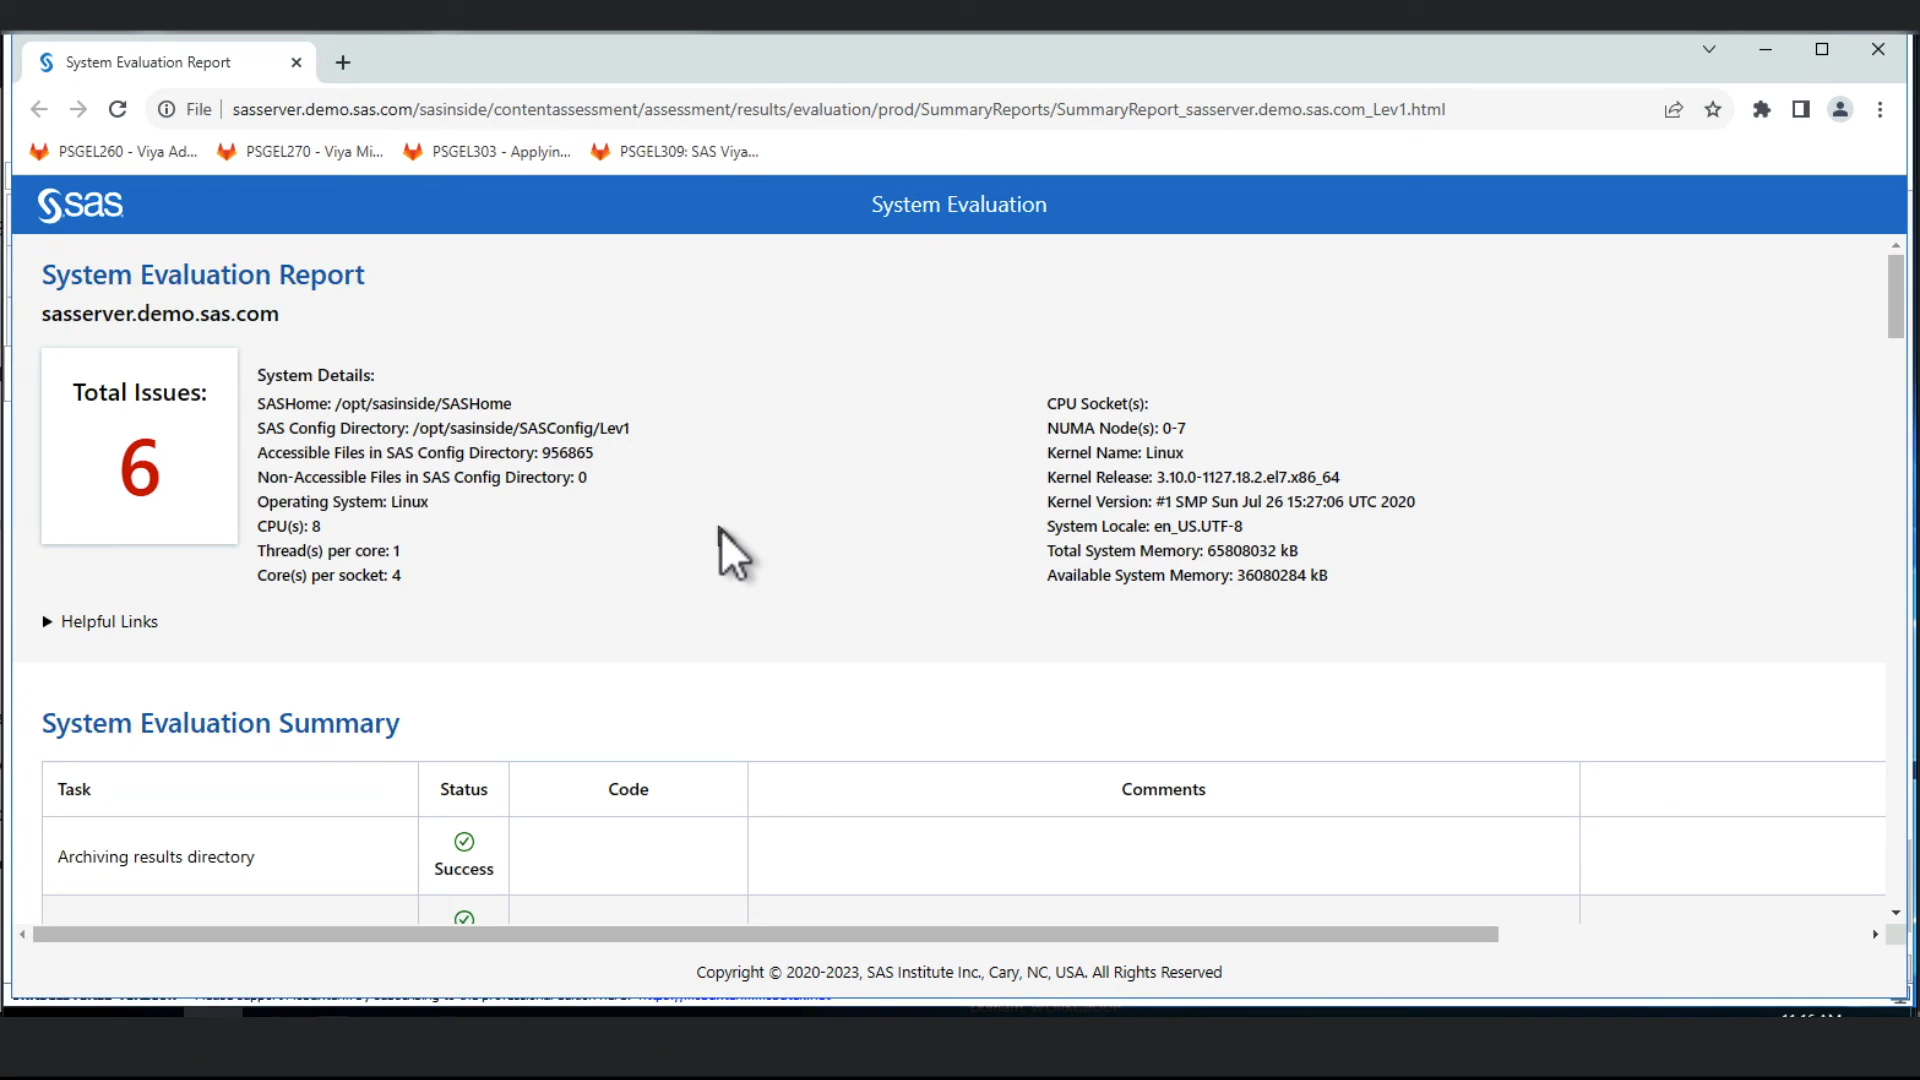 System Evaluation Report
File
sasserver.demo.sas.com/sasinside/contentassessment/assessment/results/evaluation/prod/SummaryReports/SummaryReport_sasserver.demo.sas.com_Lev1.html
PSGEL260 - Viya Ad...
PSGEL270 - Viya Mi...
PSGEL303 - Applyin...
PSGEL309: SAS Viya...
sas
System Evaluation
System Evaluation Report
sasserver.demo.sas.com
Total Issues:
6
System Details:
SASHome: /opt/sasinside/SASHome
SAS Config Directory: /opt/sasinside/SASConfig/Lev1
Accessible Files in SAS Config Directory: 956865
Non-Accessible Files in SAS Config Directory: 0
Operating System: Linux
CPU(s): 8
Thread(s) per core: 1
Core(s) per socket: 4
CPU Socket(s):
NUMA Node(s): 0-7
Kernel Name: Linux
Kernel Release: 3.10.0-1127.18.2.el7.x86_64
Kernel Version: #1 SMP Sun Jul 26 15:27:06 UTC 2020
System Locale: en_US.UTF-8
Total System Memory: 65808032 kB
Available System Memory: 36080284 kB
Helpful Links
System Evaluation Summary
Task
Status
Code
Comments
Archiving results directory
Success
Copyright © 2020-2023, SAS Institute Inc., Cary, NC, USA. All Rights Reserved